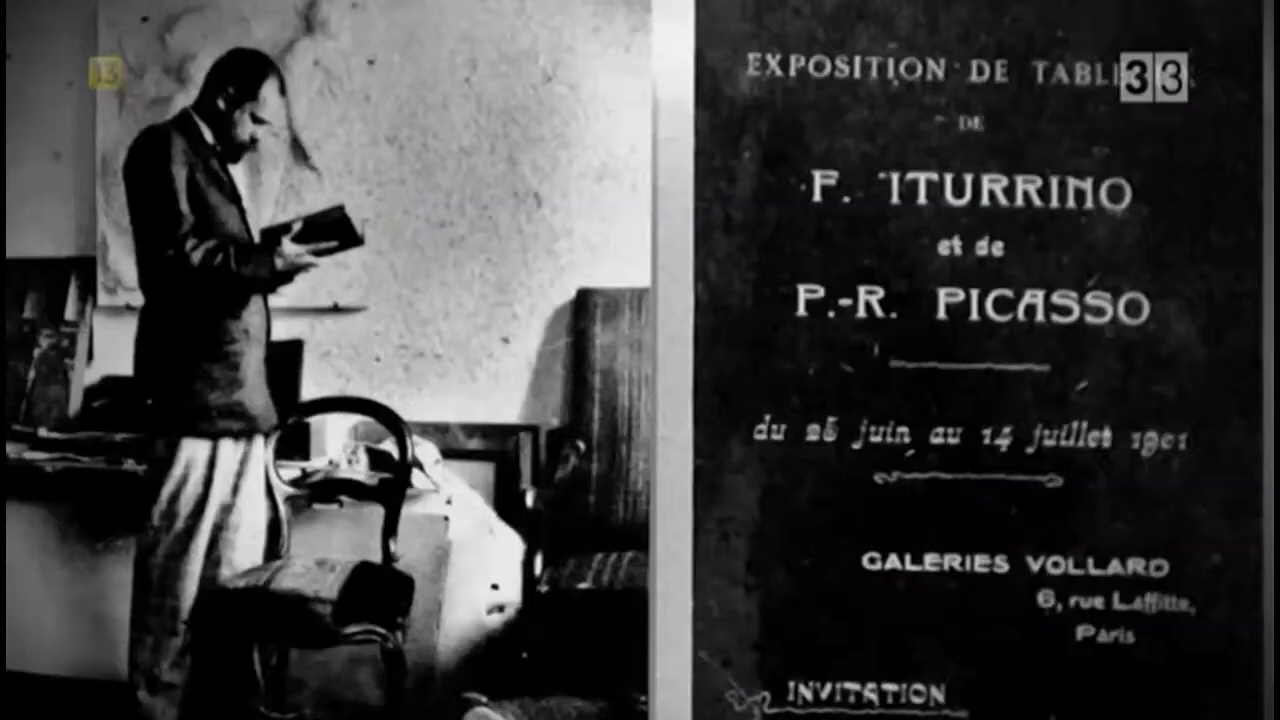 13
33
EXPOSITION DE
DE
F. ITURRINO
et de
P.-R. PICASSO
du 25 juin au 14 juillet 1901
GALERIES VOLLARD
6, rue Laffitte,
Paris
INVITATION